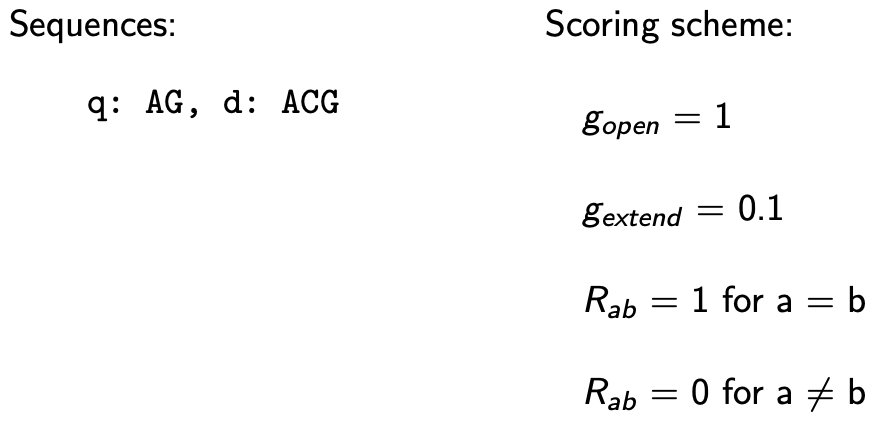 Sequences:
q: AG, d: ACG
Scoring scheme:
g_open = 1
g_extend = 0.1
R_ab = 1 for a = b
R_ab = 0 for a ≠ b